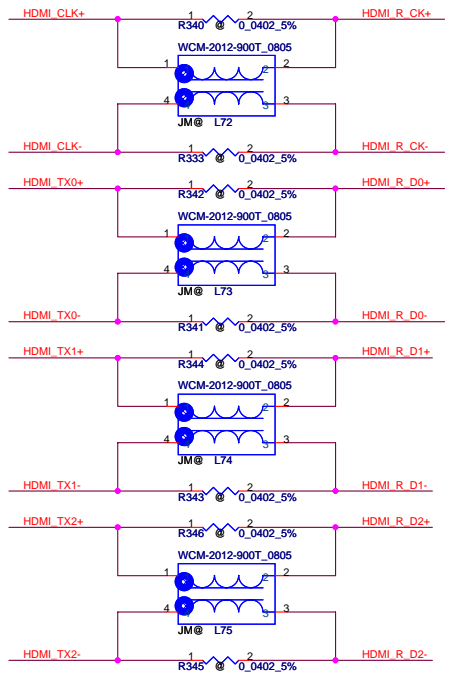 HDMI_CLK+ 1 2 HDMI_R_CK+
R340 @ 0_0402_5%
WCM-2012-900T_0805
1 2 2
4 4 3 3
JM@ L72
HDMI_CLK- 1 2 HDMI_R_CK-
R333 @ 0_0402_5%
HDMI_TX0+ 1 2 HDMI_R_D0+
R342 @ 0_0402_5%
WCM-2012-900T_0805
1 2 2
4 4 3 3
JM@ L73
HDMI_TX0- 1 2 HDMI_R_D0-
R341 @ 0_0402_5%
HDMI_TX1+ 1 2 HDMI_R_D1+
R344 @ 0_0402_5%
WCM-2012-900T_0805
1 2 2
4 4 3 3
JM@ L74
HDMI_TX1- 1 2 HDMI_R_D1-
R343 @ 0_0402_5%
HDMI_TX2+ 1 2 HDMI_R_D2+
R346 @ 0_0402_5%
WCM-2012-900T_0805
1 2 2
4 4 3 3
JM@ L75
HDMI_TX2- 1 2 HDMI_R_D2-
R345 @ 0_0402_5%